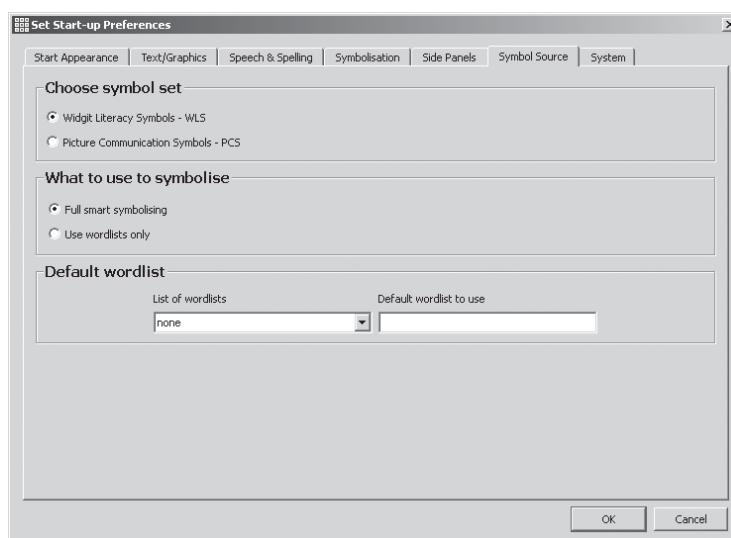 Set Start-up Preferences
Start Appearance Text/Graphics Speech & Spelling Symbolisation Side Panels Symbol Source System
Choose symbol set
Widgit Literacy Symbols - WLS
Picture Communication Symbols - PCS
What to use to symbolise
Full smart symbolising
Use wordlists only
Default wordlist
List of wordlists Default wordlist to use
none
OK Cancel